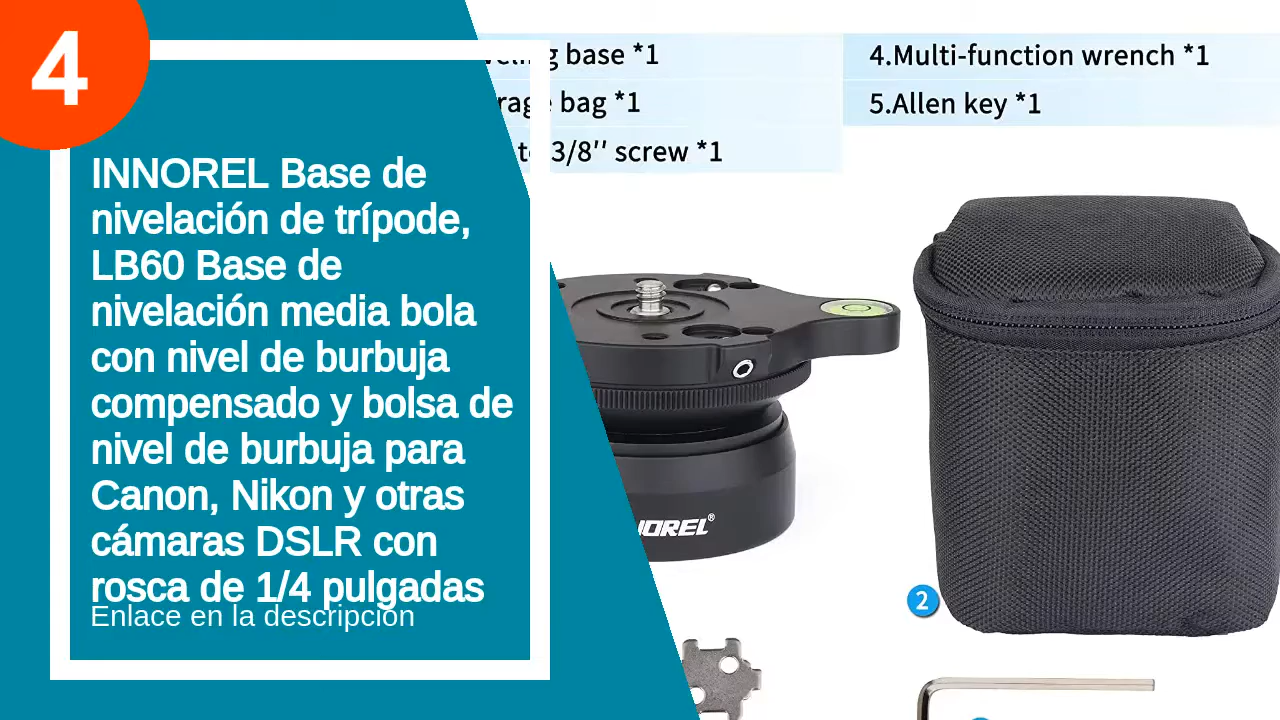 4
INNOREL Base de
nivelación de trípode,
LB60 Base de
nivelación media bola
con nivel de burbuja
compensado y bolsa de
nivel de burbuja para
Canon, Nikon y otras
cámaras DSLR con
rosca de 1/4 pulgadas
Enlace en la descripción
base *1
bag *1
3/8'' screw *1
4.Multi-function wrench *1
5.Allen key *1
2